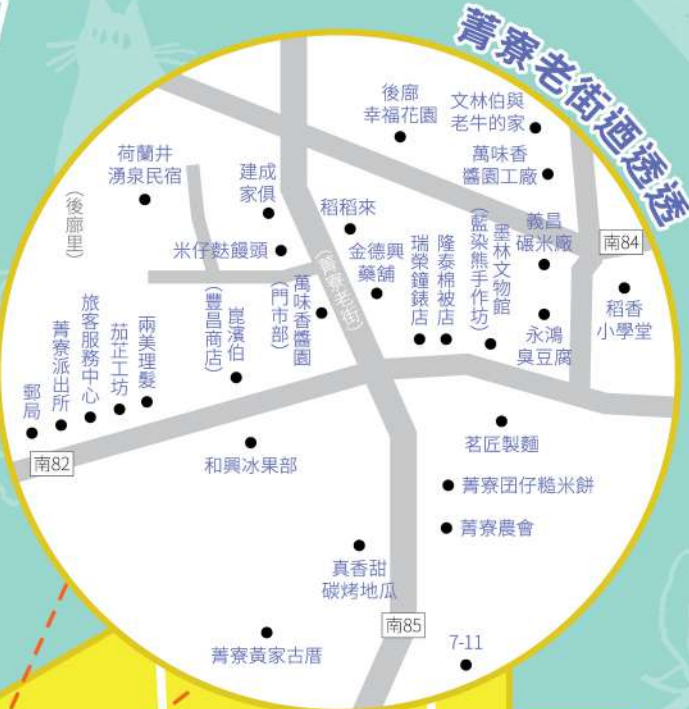 菁寮老街迺透透
後廍
幸福花園
文林伯與
老牛的家
萬味香
醬園工廠
荷蘭井
湧泉民宿
建成
家俱
(後廍里)
稻稻來
米仔麩饅頭
(菁寮老街)
金德興
藥舖
瑞榮鐘錶店
隆泰棉被店
墨林文物館
(藍染熊手作坊)
義昌
碾米廠
南84
稻香
小學堂
永鴻
臭豆腐
萬味香醬園
(門市部)
崑濱伯
(豐昌商店)
兩美理髮
茄芷工坊
旅客服務中心
菁寮派出所
郵局
南82
和興冰果部
茗匠製麵
菁寮囝仔糙米餅
菁寮農會
真香甜
碳烤地瓜
南85
菁寮黃家古厝
7-11